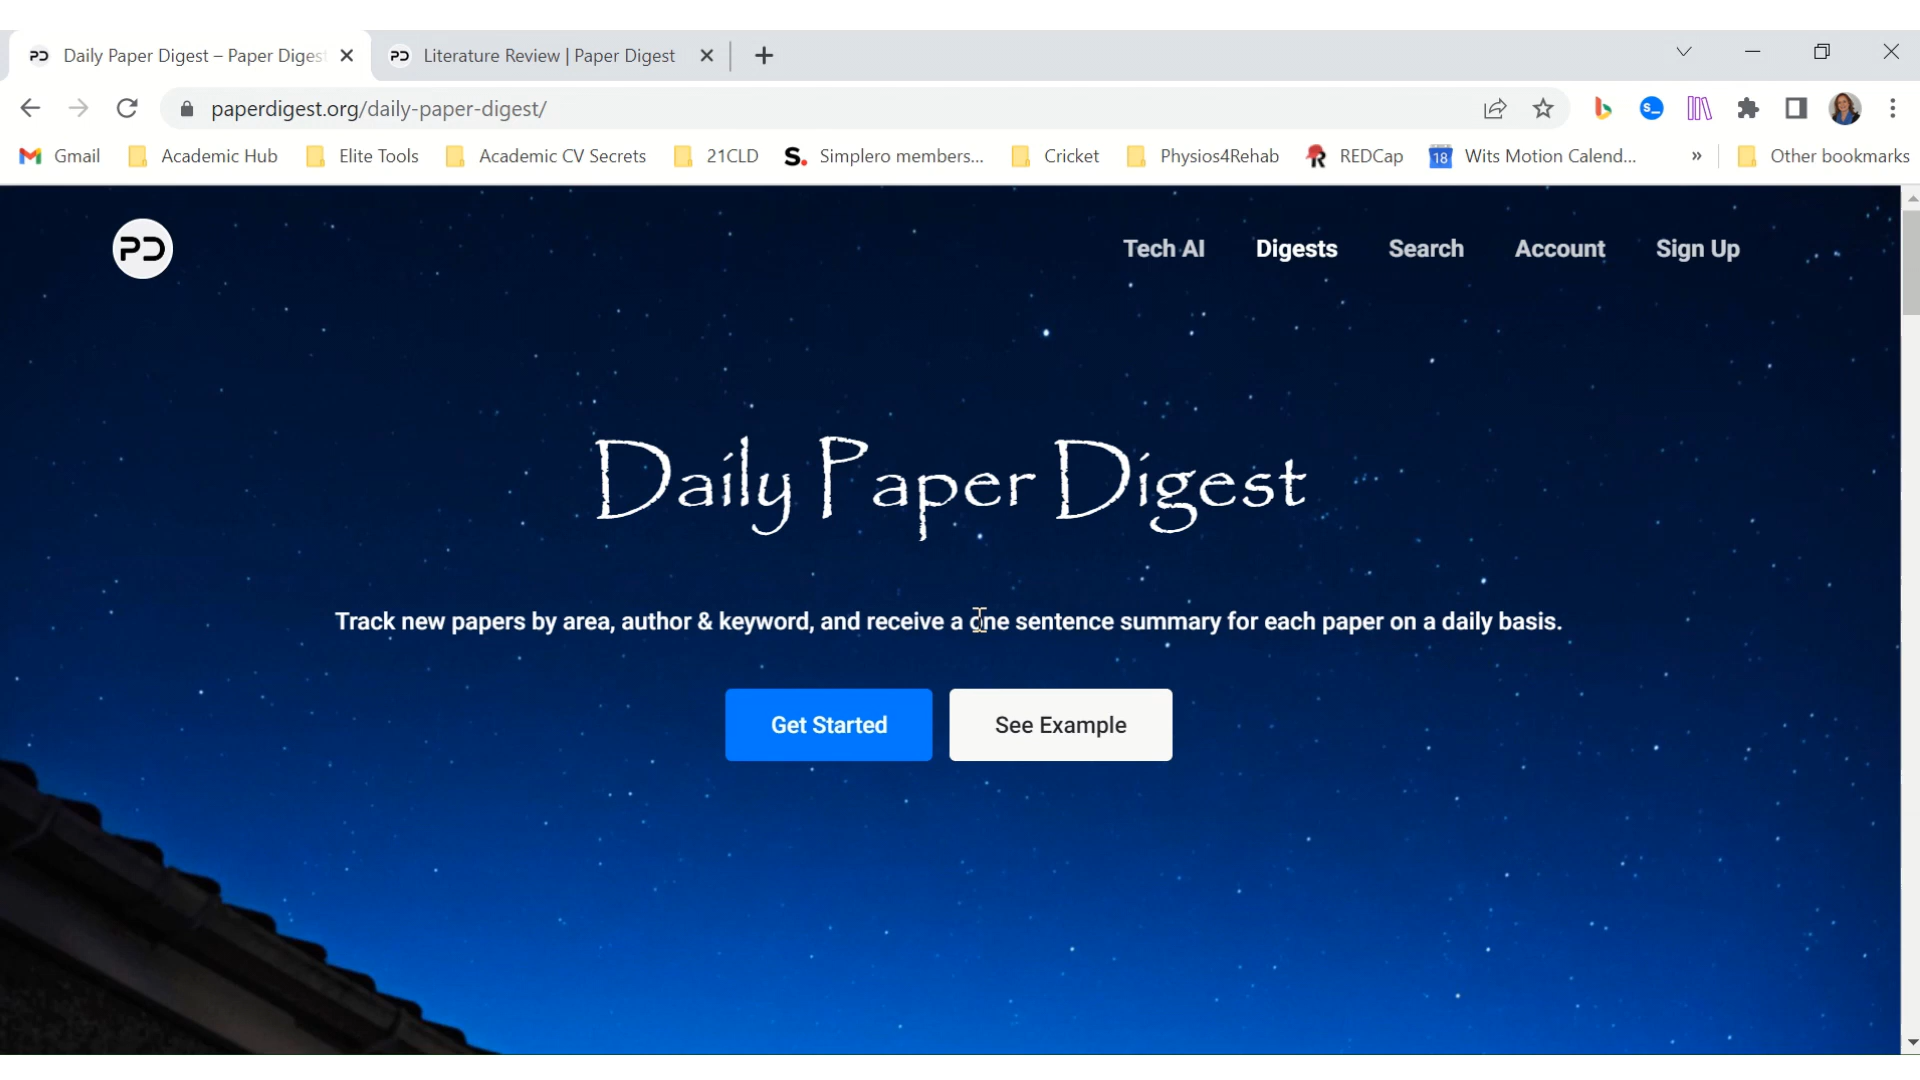 Daily Paper Digest – Paper Digest
Literature Review | Paper Digest
paperdigest.org/daily-paper-digest/
Gmail
Academic Hub
Elite Tools
Academic CV Secrets
21CLD
Simplero members...
Cricket
Physios4Rehab
REDCap
18
Wits Motion Calend...
»
Other bookmarks
PD
Tech AI
Digests
Search
Account
Sign Up
Daily Paper Digest
Track new papers by area, author & keyword, and receive a one sentence summary for each paper on a daily basis.
Get Started
See Example